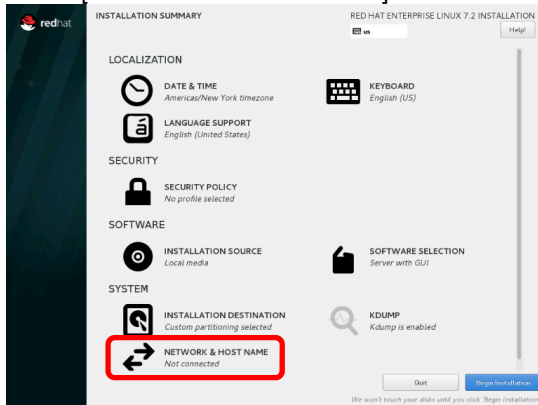 INSTALLATION SUMMARY
RED HAT ENTERPRISE LINUX 7.2 INSTALLATION
redhat
us
Help!
LOCALIZATION
DATE & TIME
Americas/New York timezone
KEYBOARD
English (US)
á
LANGUAGE SUPPORT
English (United States)
SECURITY
SECURITY POLICY
No profile selected
SOFTWARE
INSTALLATION SOURCE
Local media
SOFTWARE SELECTION
Server with GUI
SYSTEM
INSTALLATION DESTINATION
Custom partitioning selected
KDUMP
Kdump is enabled
NETWORK & HOST NAME
Not connected
Quit
Begin Installation
We won't touch your disks until you click 'Begin Installation